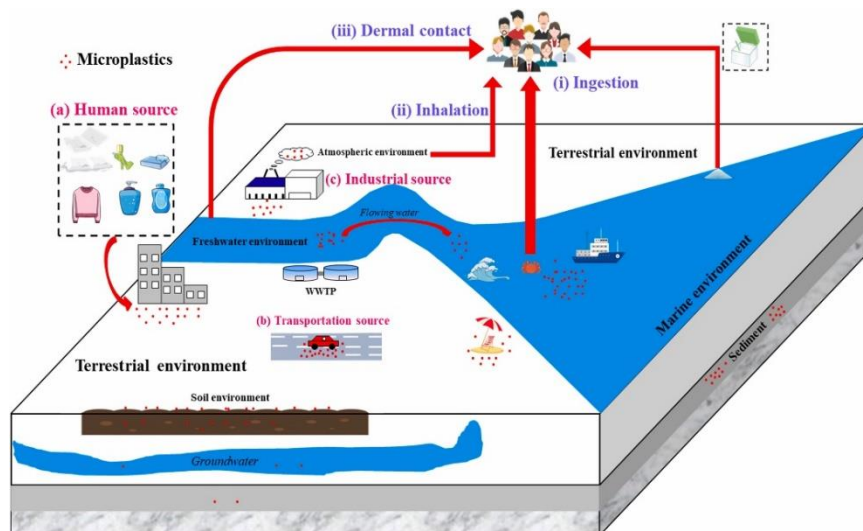 (iii) Dermal contact
Microplastics
(i) Ingestion
(a) Human source
(ii) Inhalation
Atmospheric environment
Terrestrial environment
(c) Industrial source
Flowing water
Freshwater environment
WWTP
Marine environment
(b) Transportation source
Sediment
Terrestrial environment
Soil environment
Groundwater